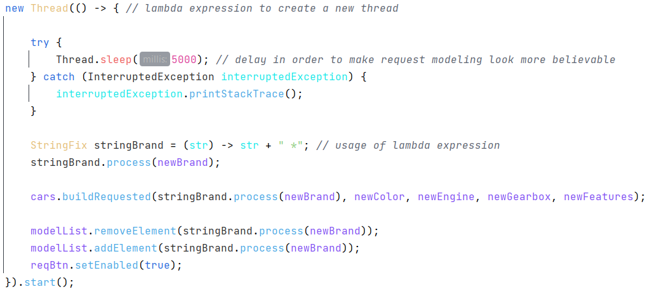 new Thread(() -> { // lambda expression to create a new thread
try {
Thread.sleep( millis: 5000); // delay in order to make request modeling look more believable
} catch (InterruptedException interruptedException) {
interruptedException.printStackTrace();
}
StringFix stringBrand = (str) -> str + " *"; // usage of lambda expression
stringBrand.process(newBrand);
cars.buildRequested(stringBrand.process(newBrand), newColor, newEngine, newGearbox, newFeatures);
modelList.removeElement(stringBrand.process(newBrand));
modelList.addElement(stringBrand.process(newBrand));
reqBtn.setEnabled(true);
}).start();